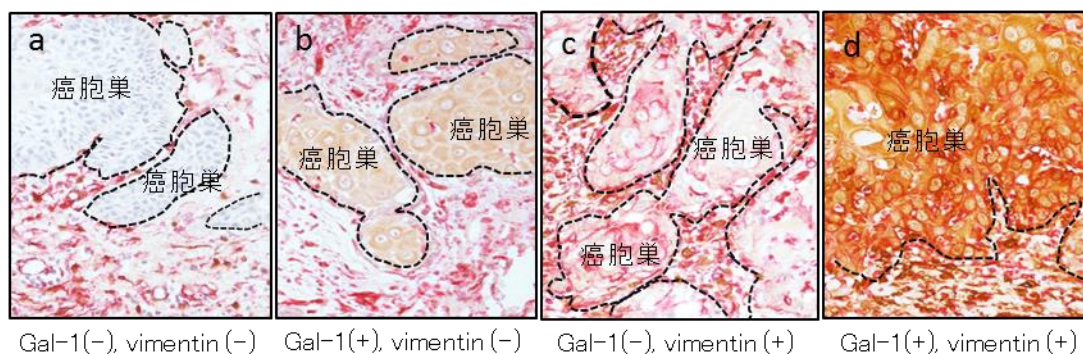 a
癌胞巣
癌胞巣
Gal-1(-), vimentin (-)
b
癌胞巣
癌胞巣
Gal-1(+), vimentin (-)
c
癌胞巣
癌胞巣
Gal-1(-), vimentin (+)
d
癌胞巣
Gal-1(+), vimentin (+)